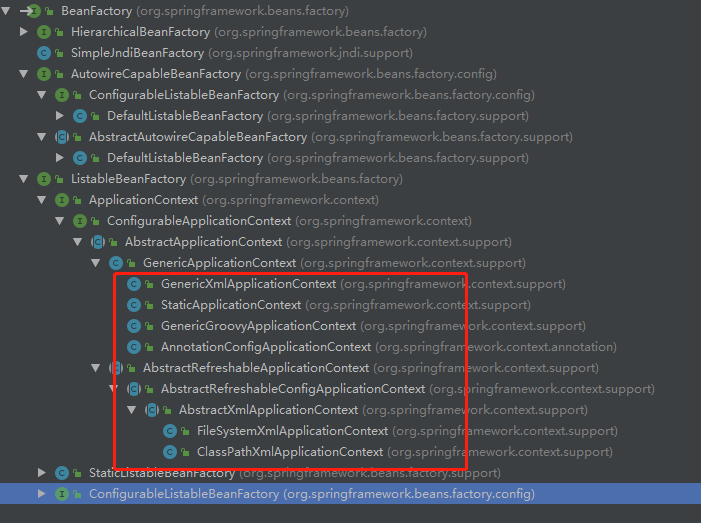 BeanFactory (org.springframework.beans.factory)
HierarchicalBeanFactory (org.springframework.beans.factory)
SimpleJndiBeanFactory (org.springframework.jndi.support)
AutowireCapableBeanFactory (org.springframework.beans.factory.config)
ConfigurableListableBeanFactory (org.springframework.beans.factory.config)
DefaultListableBeanFactory (org.springframework.beans.factory.support)
AbstractAutowireCapableBeanFactory (org.springframework.beans.factory.support)
DefaultListableBeanFactory (org.springframework.beans.factory.support)
ListableBeanFactory (org.springframework.beans.factory)
ApplicationContext (org.springframework.context)
ConfigurableApplicationContext (org.springframework.context)
AbstractApplicationContext (org.springframework.context.support)
GenericApplicationContext (org.springframework.context.support)
GenericXmlApplicationContext (org.springframework.context.support)
StaticApplicationContext (org.springframework.context.support)
GenericGroovyApplicationContext (org.springframework.context.support)
AnnotationConfigApplicationContext (org.springframework.context.annotation)
AbstractRefreshableApplicationContext (org.springframework.context.support)
AbstractRefreshableConfigApplicationContext (org.springframework.context.support)
AbstractXmlApplicationContext (org.springframework.context.support)
FileSystemXmlApplicationContext (org.springframework.context.support)
ClassPathXmlApplicationContext (org.springframework.context.support)
StaticListableBeanFactory (org.springframework.beans.factory.support)
ConfigurableListableBeanFactory (org.springframework.beans.factory.config)